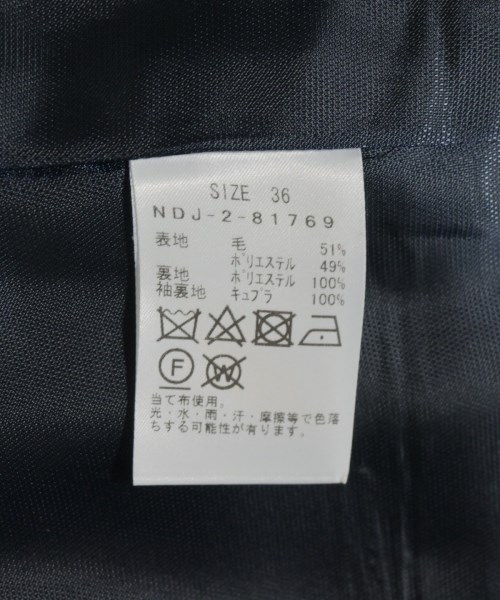 SIZE 36
NDJ-2-81769
表地 毛 51%
ポリエステル 49%
裏地 ポリエステル 100%
袖裏地 キュプラ 100%
F W
当て布使用。
光・水・雨・汗・摩擦等で色落
ちする可能性が有ります。